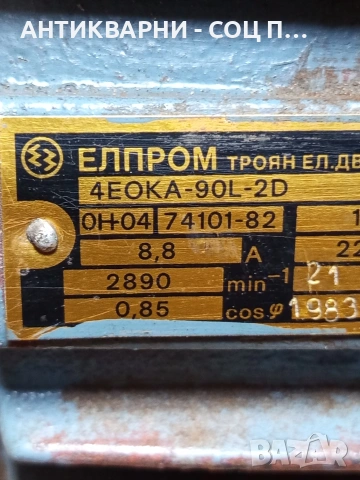 АНТИКВАРНИ - СОЦ П...
ЕЛПРОМ ТРОЯН ЕЛ.ДВ
4ЕОКА-90L-2D
ОН+04 74101-82 1
8,8 A 22
2890 min⁻¹ 21
0,85 cos φ 1983
BAZAR